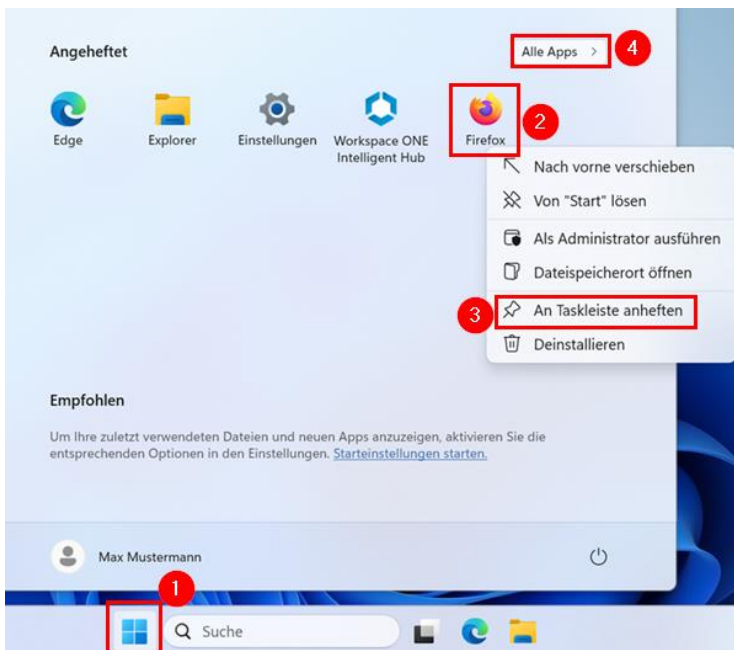 Angeheftet
Alle Apps >
4
2
Edge
Explorer
Einstellungen
Workspace ONE
Intelligent Hub
Firefox
Nach vorne verschieben
Von "Start" lösen
Als Administrator ausführen
Dateispeicherort öffnen
3
An Taskleiste anheften
Deinstallieren
Empfohlen
Um Ihre zuletzt verwendeten Dateien und neuen Apps anzuzeigen, aktivieren Sie die
entsprechenden Optionen in den Einstellungen. Starteinstellungen starten.
Max Mustermann
1
Suche